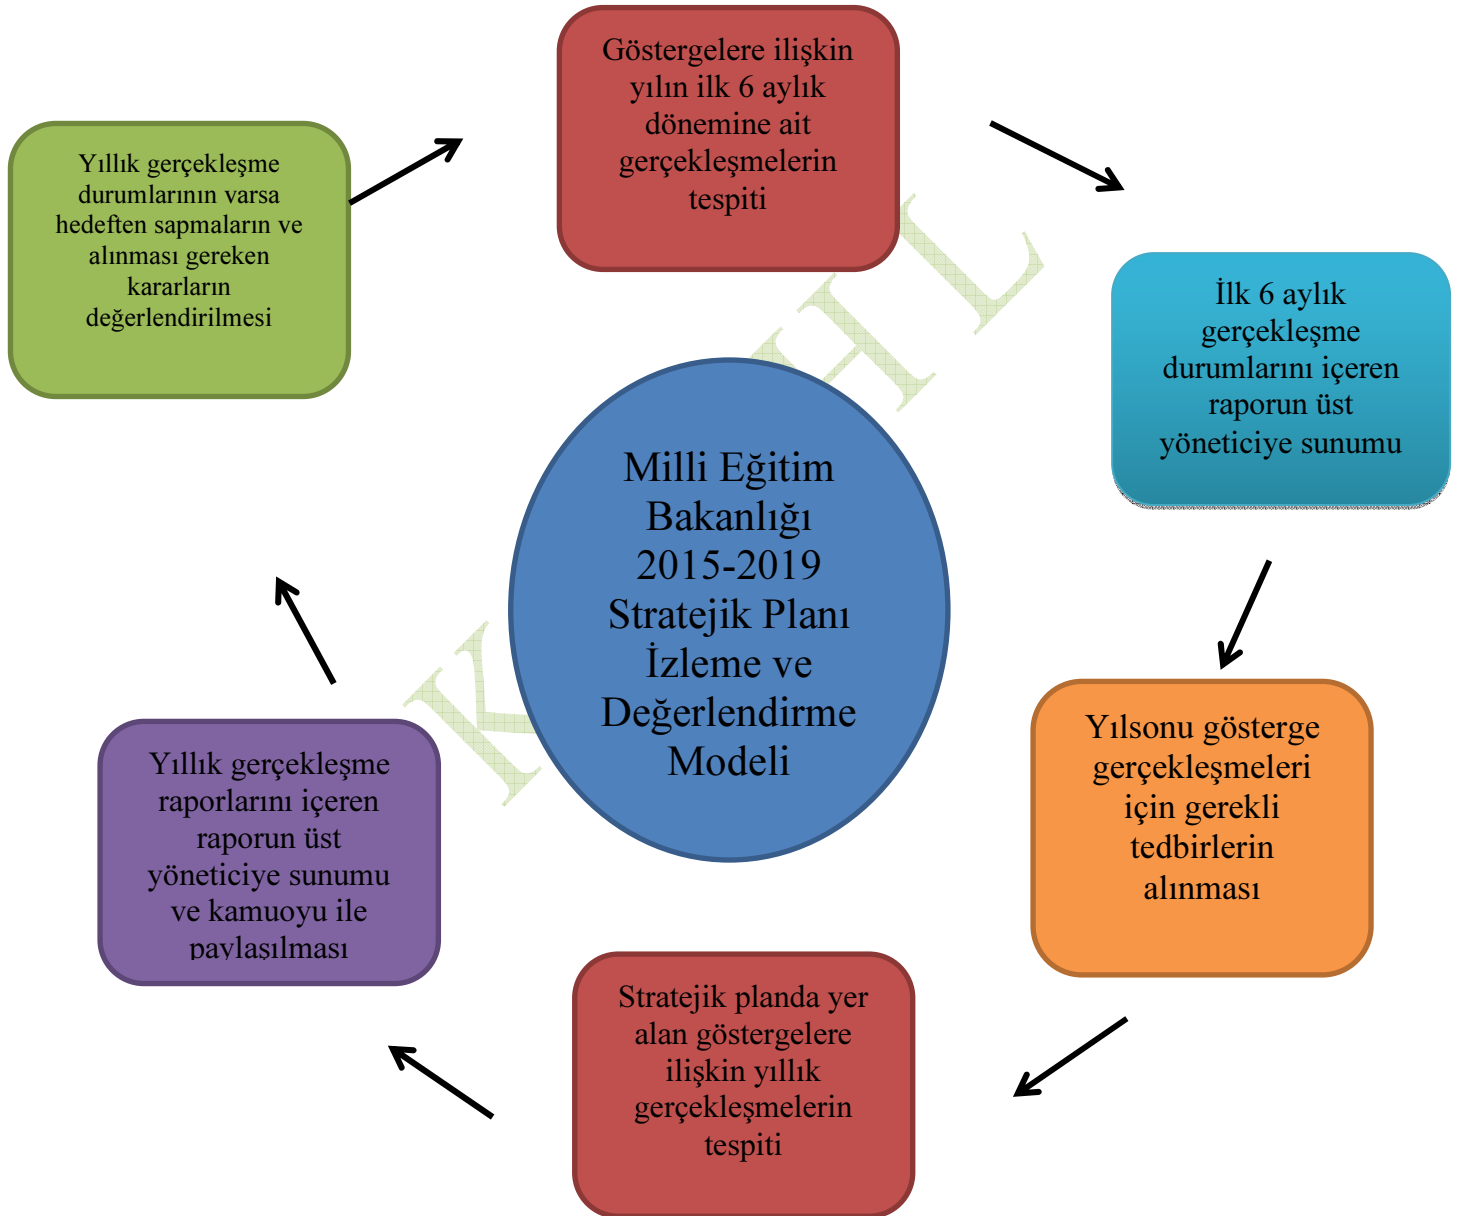 Göstergelere ilişkin
yılın ilk 6 aylık
dönemine ait
gerçekleşmelerin
tespiti
İlk 6 aylık
gerçekleşme
durumlarını içeren
raporun üst
yöneticiye sunumu
Yılsonu gösterge
gerçekleşmeleri
için gerekli
tedbirlerin
alınması
Stratejik planda yer
alan göstergelere
ilişkin yıllık
gerçekleşmelerin
tespiti
Yıllık gerçekleşme
raporlarını içeren
raporun üst
yöneticiye sunumu
ve kamuoyu ile
paylaşılması
Yıllık gerçekleşme
durumlarının varsa
hedeften sapmaların ve
alınması gereken
kararların
değerlendirilmesi
Milli Eğitim
Bakanlığı
2015-2019
Stratejik Planı
İzleme ve
Değerlendirme
Modeli